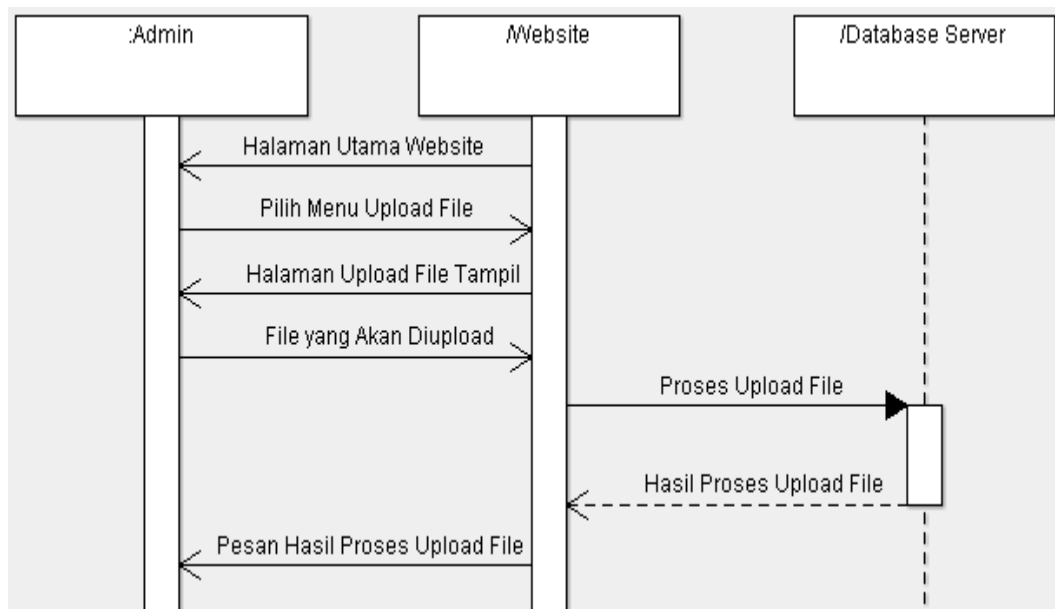 :Admin
/Website
/Database Server
Halaman Utama Website
Pilih Menu Upload File
Halaman Upload File Tampil
File yang Akan Diupload
Proses Upload File
Hasil Proses Upload File
Pesan Hasil Proses Upload File